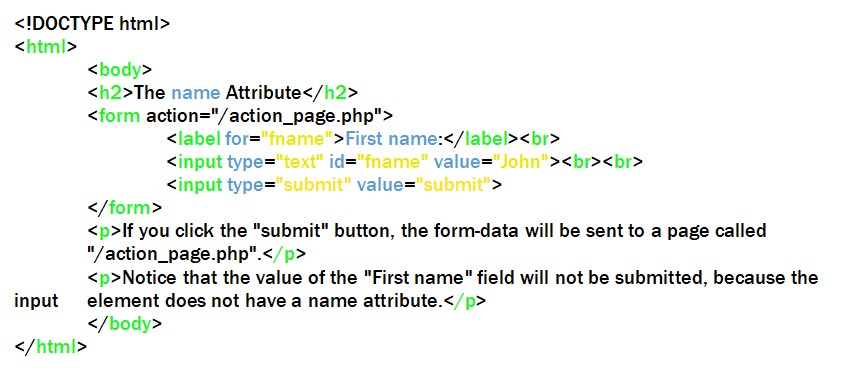 <!DOCTYPE html>
<html>
<body>
<h2>The name Attribute</h2>
<form action="/action_page.php">
<label for="fname">First name:</label><br>
<input type="text" id="fname" value="John"><br><br>
<input type="submit" value="submit">
</form>
<p>If you click the "submit" button, the form-data will be sent to a page called
"/action_page.php".</p>
<p>Notice that the value of the "First name" field will not be submitted, because the
input element does not have a name attribute.</p>
</body>
</html>